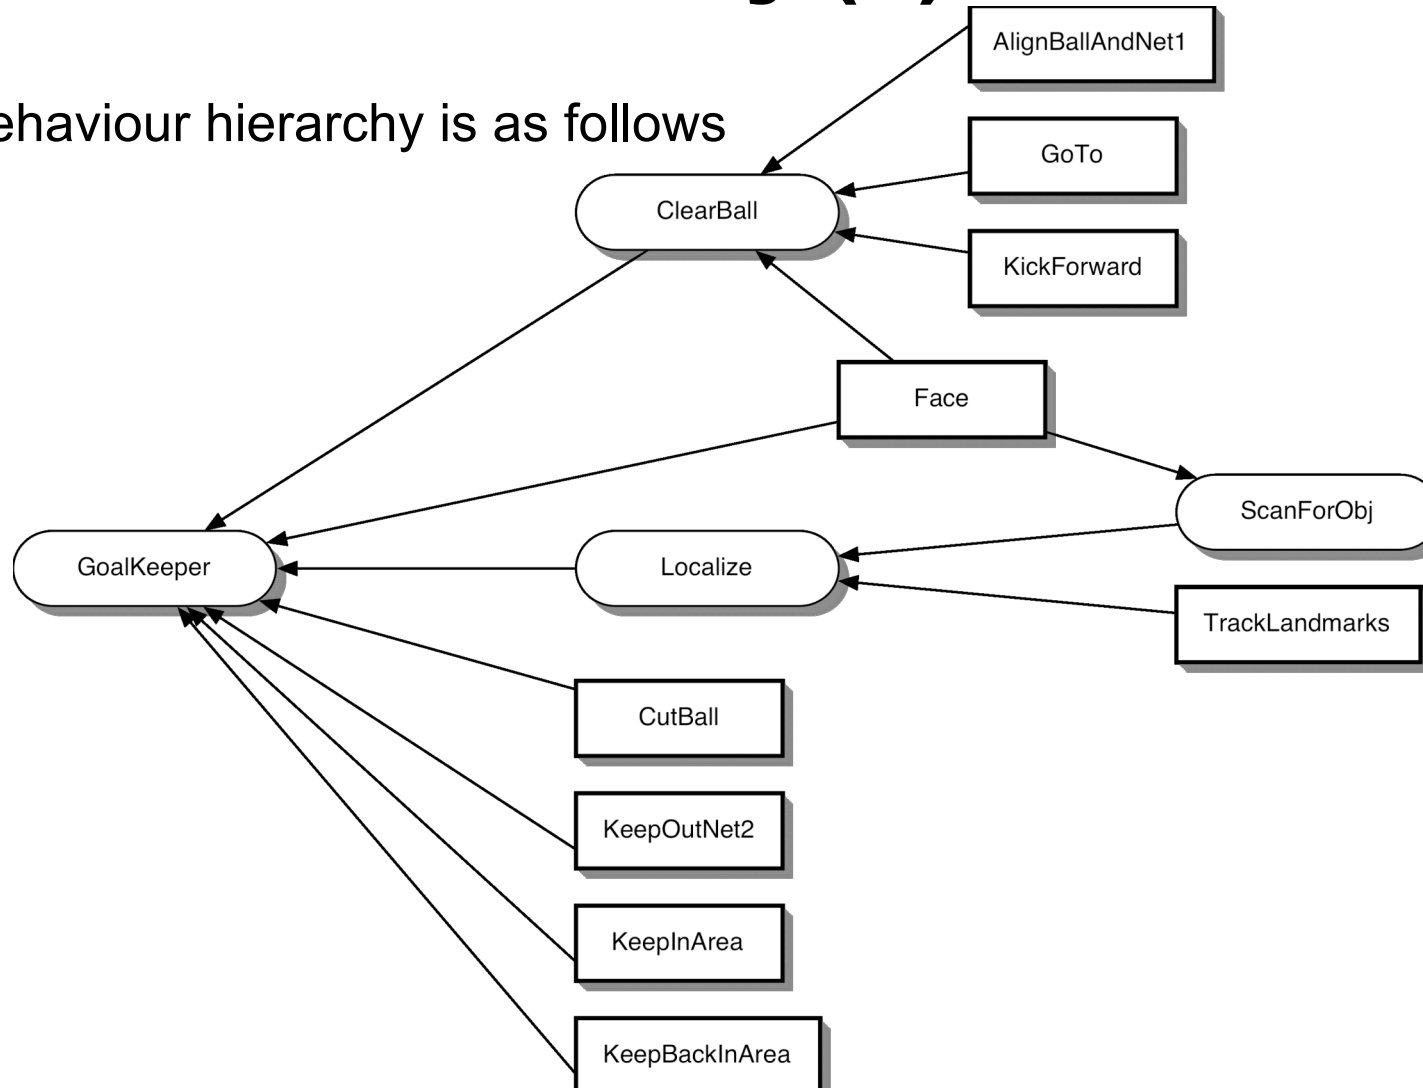 ehaviour hierarchy is as follows
AlignBallAndNet1
GoTo
ClearBall
KickForward
Face
ScanForObj
GoalKeeper
Localize
TrackLandmarks
CutBall
KeepOutNet2
KeepInArea
KeepBackInArea